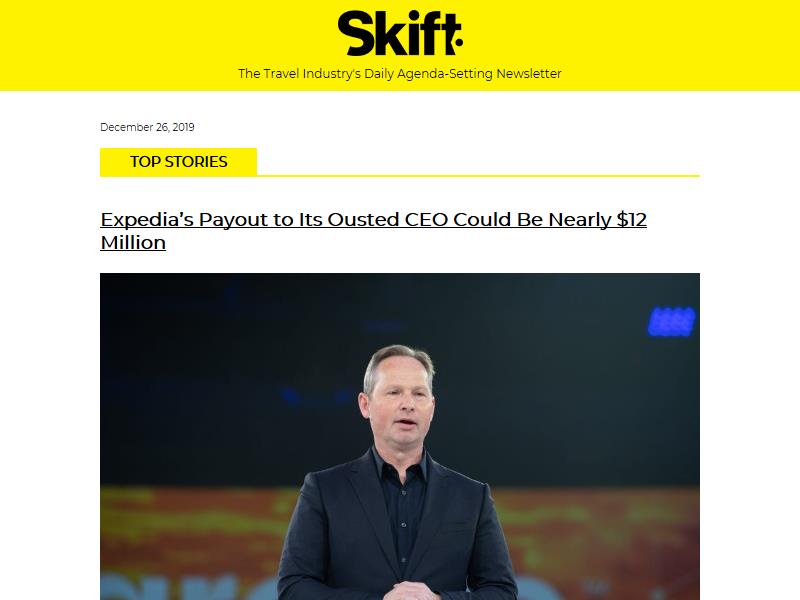 Skift
The Travel Industry's Daily Agenda-Setting Newsletter
December 26, 2019
TOP STORIES
Expedia’s Payout to Its Ousted CEO Could Be Nearly $12
Million